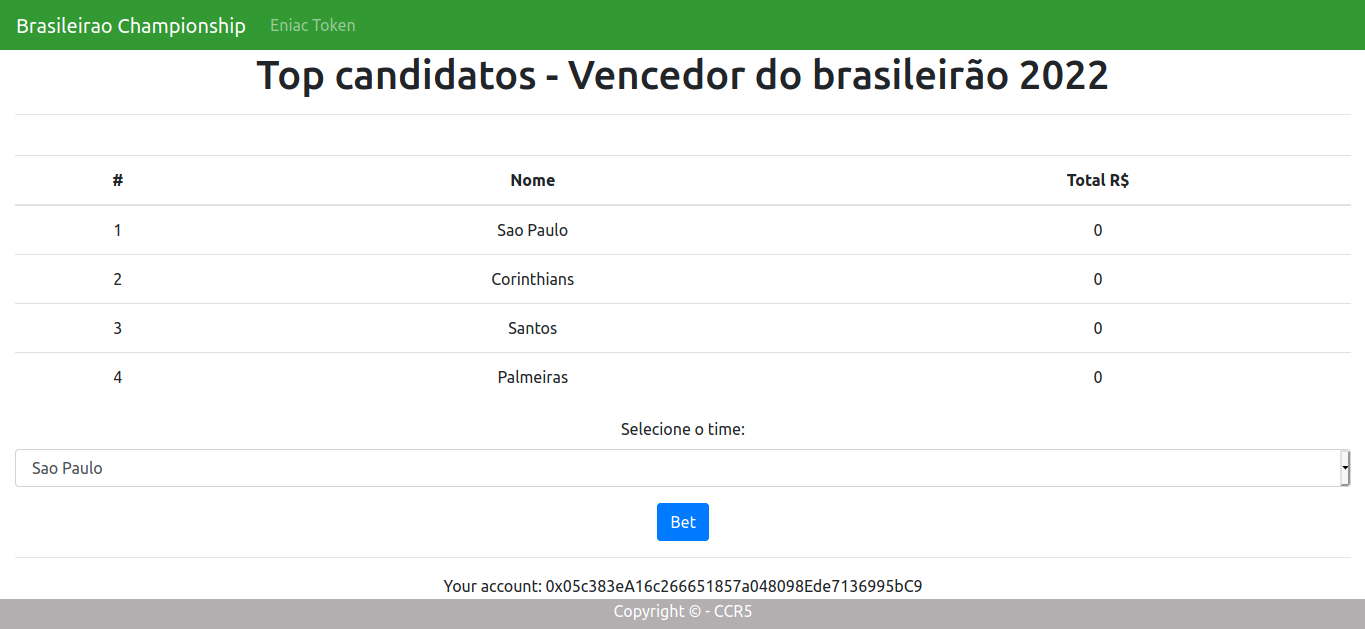 Brasileirao Championship Eniac Token
Top candidatos - Vencedor do brasileirão 2022
# Nome Total R$
1 Sao Paulo 0
2 Corinthians 0
3 Santos 0
4 Palmeiras 0
Selecione o time:
Sao Paulo
Bet
Your account: 0x05c383eA16c266651857a048098Ede7136995bC9
Copyright © - CCR5